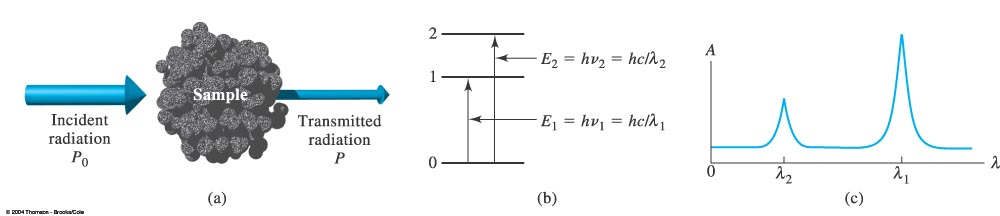 Incident
radiation
P₀
Sample
Transmitted
radiation
P
(a)
2
E₂ = hν₂ = hc/λ₂
1
E₁ = hν₁ = hc/λ₁
0
(b)
A
0
λ₂
λ₁
λ
(c)
© 2004 Thomson - Brooks/Cole